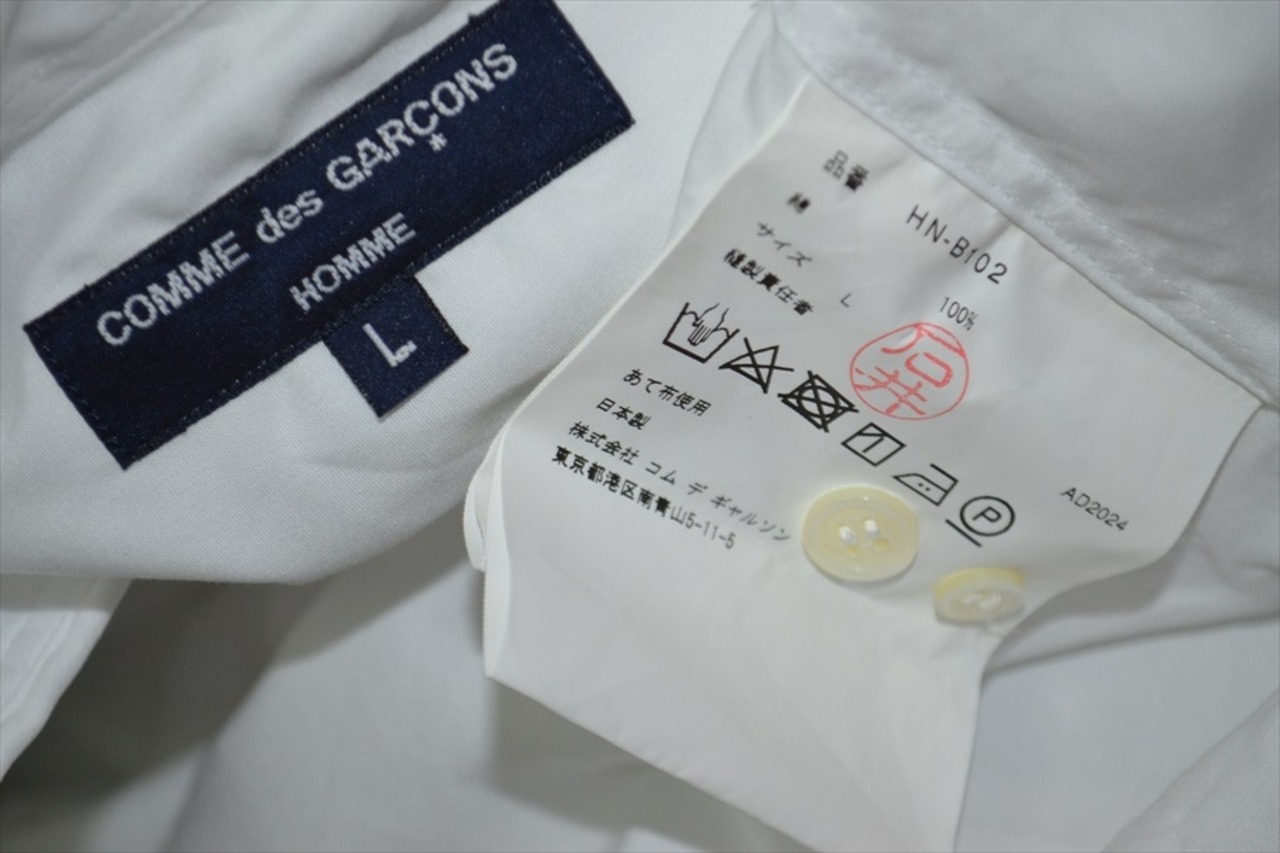 COMME des GARÇONS
*
HOMME
L
品番 HN-B102
綿 100%
サイズ L
縫製責任者
石井
あて布使用
日本製
株式会社 コム デ ギャルソン
東京都港区南青山5-11-5
P
AD2024